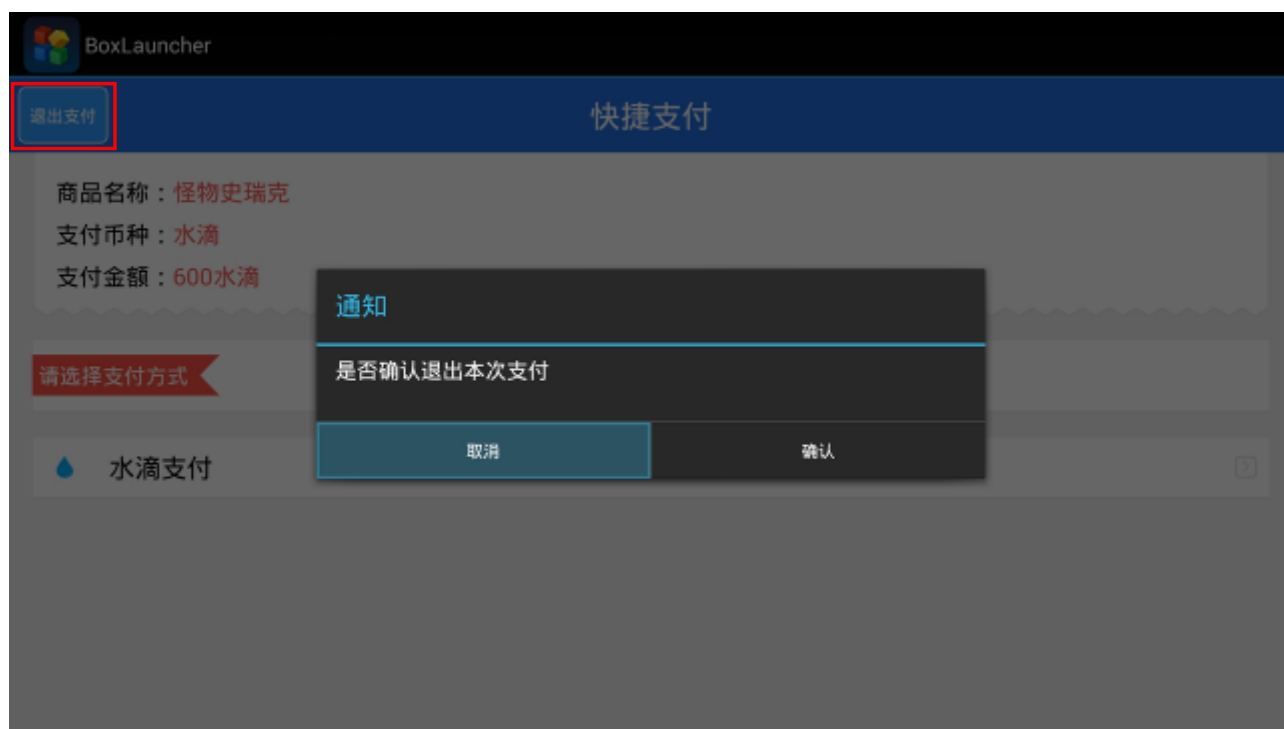 BoxLauncher
退出支付
快捷支付
商品名称：怪物史瑞克
支付币种：水滴
支付金额：600水滴
通知
是否确认退出本次支付
取消
确认
请选择支付方式
水滴支付